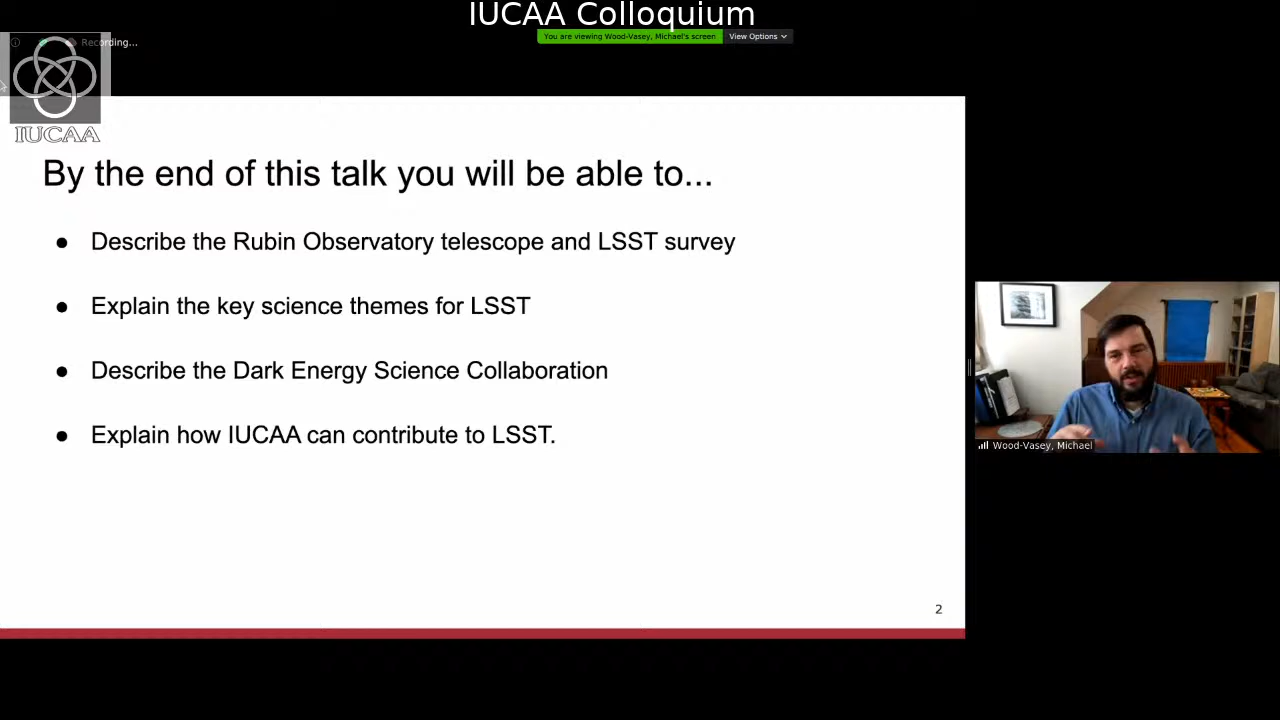 IUCAA Colloquium
You are viewing Wood-Vasey, Michael's screen
View Options
Recording...
IUCAA
By the end of this talk you will be able to...
● Describe the Rubin Observatory telescope and LSST survey
● Explain the key science themes for LSST
● Describe the Dark Energy Science Collaboration
● Explain how IUCAA can contribute to LSST.
Wood-Vasey, Michael
2